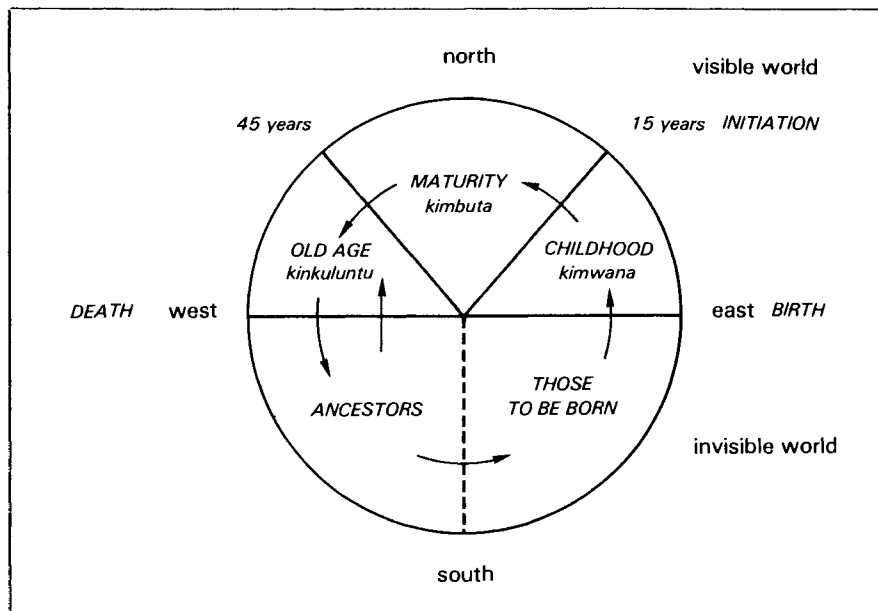 north
visible world
45 years
15 years INITIATION
MATURITY
kimbuta
OLD AGE
kinkuluntu
CHILDHOOD
kimwana
DEATH west
east BIRTH
ANCESTORS
THOSE
TO BE BORN
invisible world
south